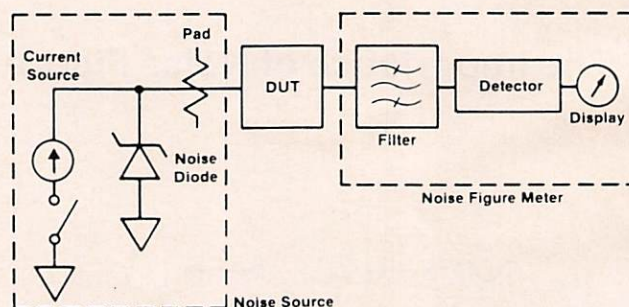 Pad
Current
Source
DUT
Detector
Display
Filter
Noise
Diode
Noise Figure Meter
Noise Source